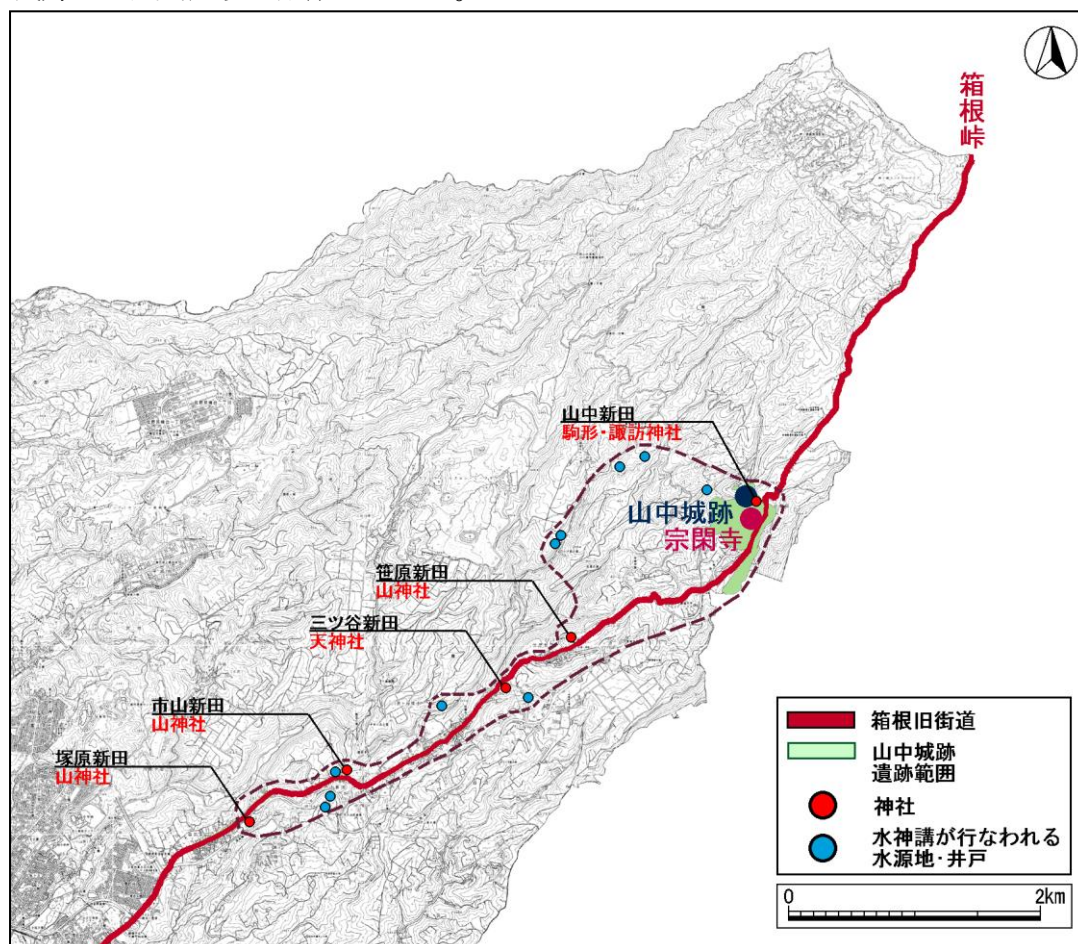 箱根峠
山中新田
駒形・諏訪神社
山中城跡
宗閑寺
笹原新田
山神社
三ツ谷新田
天神社
市山新田
山神社
塚原新田
山神社
箱根旧街道
山中城跡
遺跡範囲
神社
水神講が行なわれる
水源地・井戸
0 2km